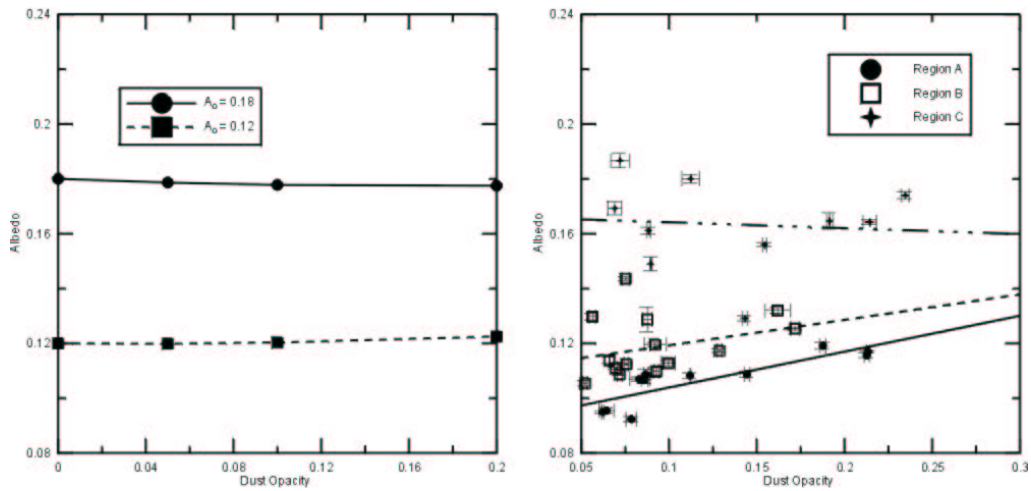 0.24
0.2
0.16
0.12
0.08
Albedo
A₀ = 0.18
A₀ = 0.12
0
0.04
0.08
0.12
0.16
0.2
Dust Opacity
0.24
0.2
0.16
0.12
0.08
Albedo
Region A
Region B
Region C
0.05
0.1
0.15
0.2
0.25
0.3
Dust Opacity